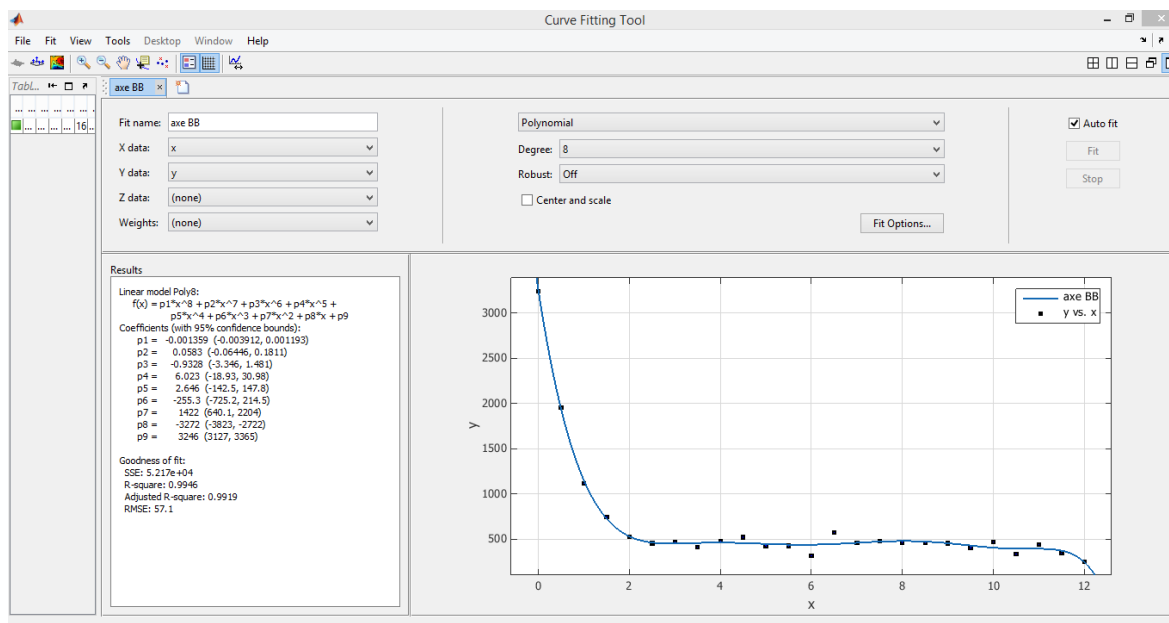 Curve Fitting Tool
File Fit View Tools Desktop Window Help
Tabl...
axe BB
... ... ... ... ... ...
... ... ... ... 16...
Fit name: axe BB
X data: x
Y data: y
Z data: (none)
Weights: (none)
Polynomial
Degree: 8
Robust: Off
Center and scale
Fit Options...
Auto fit
Fit
Stop
Results
Linear model Poly8:
f(x) = p1*x^8 + p2*x^7 + p3*x^6 + p4*x^5 +
p5*x^4 + p6*x^3 + p7*x^2 + p8*x + p9
Coefficients (with 95% confidence bounds):
p1 = -0.001359 (-0.003912, 0.001193)
p2 = 0.0583 (-0.06446, 0.1811)
p3 = -0.9328 (-3.346, 1.481)
p4 = 6.023 (-18.93, 30.98)
p5 = 2.646 (-142.5, 147.8)
p6 = -255.3 (-725.2, 214.5)
p7 = 1422 (640.1, 2204)
p8 = -3272 (-3823, -2722)
p9 = 3246 (3127, 3365)
Goodness of fit:
SSE: 5.217e+04
R-square: 0.9946
Adjusted R-square: 0.9919
RMSE: 57.1
axe BB
y vs. x
3000
2500
2000
1500
1000
500
y
0 2 4 6 8 10 12
x